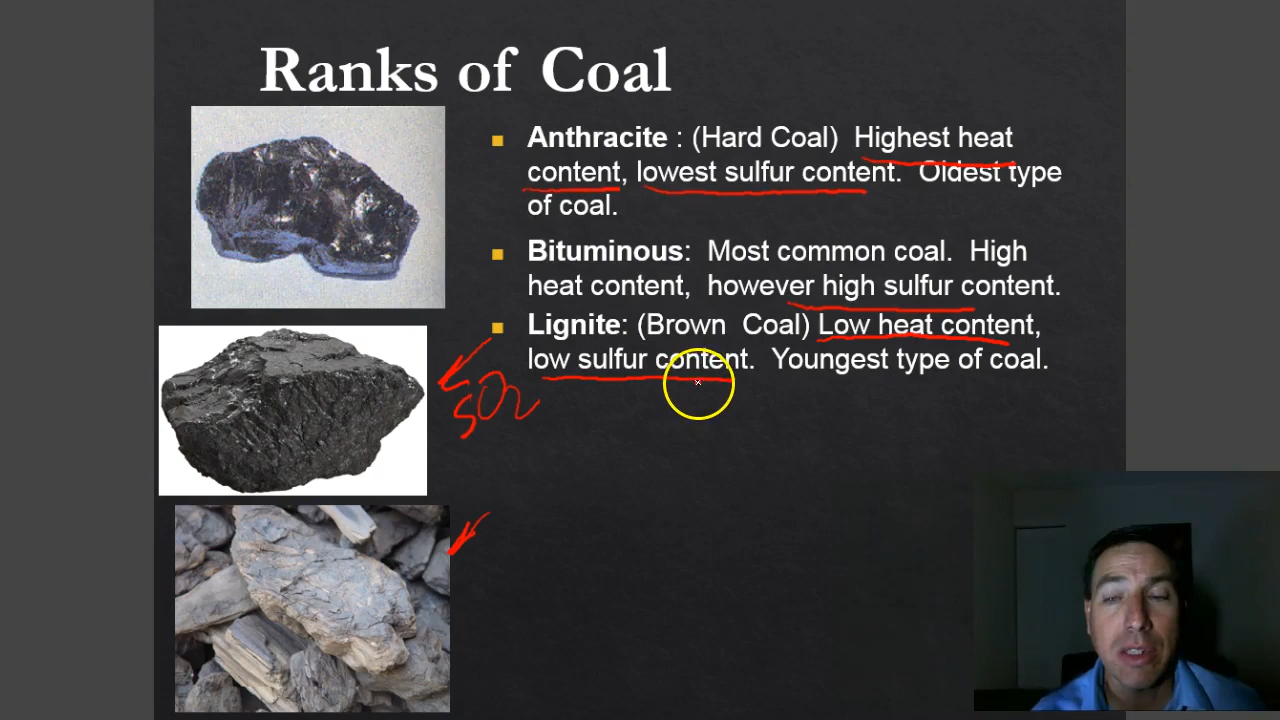 Ranks of Coal
Anthracite : (Hard Coal) Highest heat
content, lowest sulfur content. Oldest type
of coal.
Bituminous: Most common coal. High
heat content, however high sulfur content.
Lignite: (Brown Coal) Low heat content,
low sulfur content. Youngest type of coal.
SO2